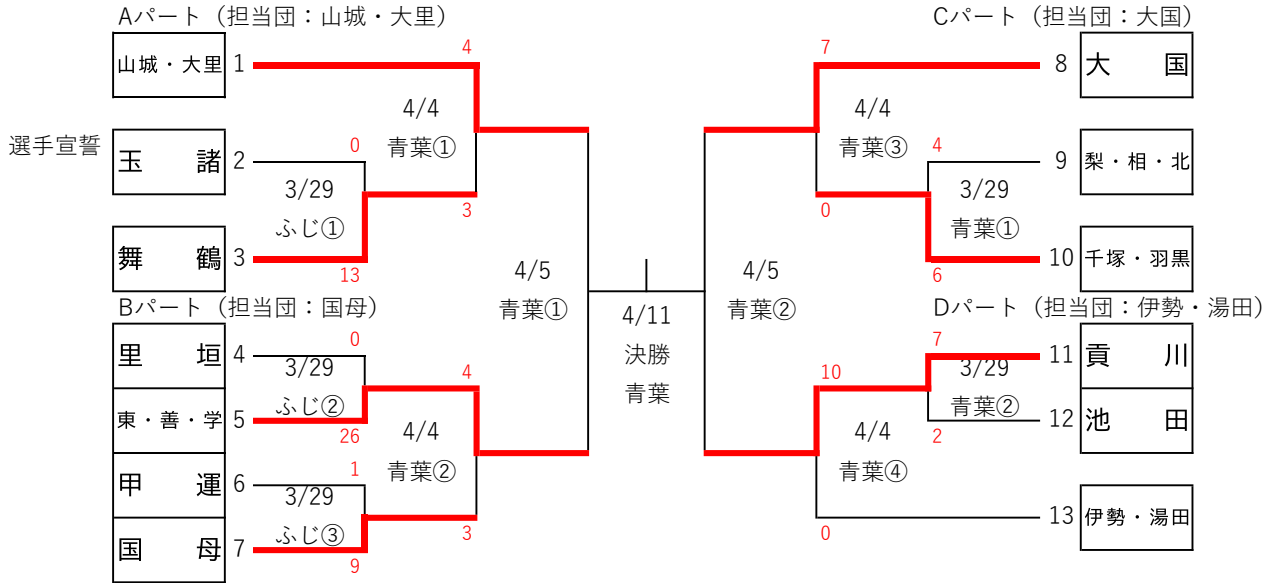 Aパート（担当団：山城・大里）
4
山城・大里 1
4/4
青葉①
選手宣誓
玉　諸 2
0
3/29
ふじ①
3
舞　鶴 3
13
Bパート（担当団：国母）
里　垣 4
0
3/29
ふじ②
4
東・善・学 5
26
4/4
青葉②
甲　運 6
1
3/29
ふじ③
3
国　母 7
9
4/5
青葉①
4/11
決勝
青葉
4/5
青葉②
Cパート（担当団：大国）
7
8 大　国
4/4
青葉③
4
9 梨・相・北
3/29
青葉①
0
6
10 千塚・羽黒
Dパート（担当団：伊勢・湯田）
7
11 貢　川
3/29
青葉②
10
12 池　田
2
4/4
青葉④
13 伊勢・湯田
0